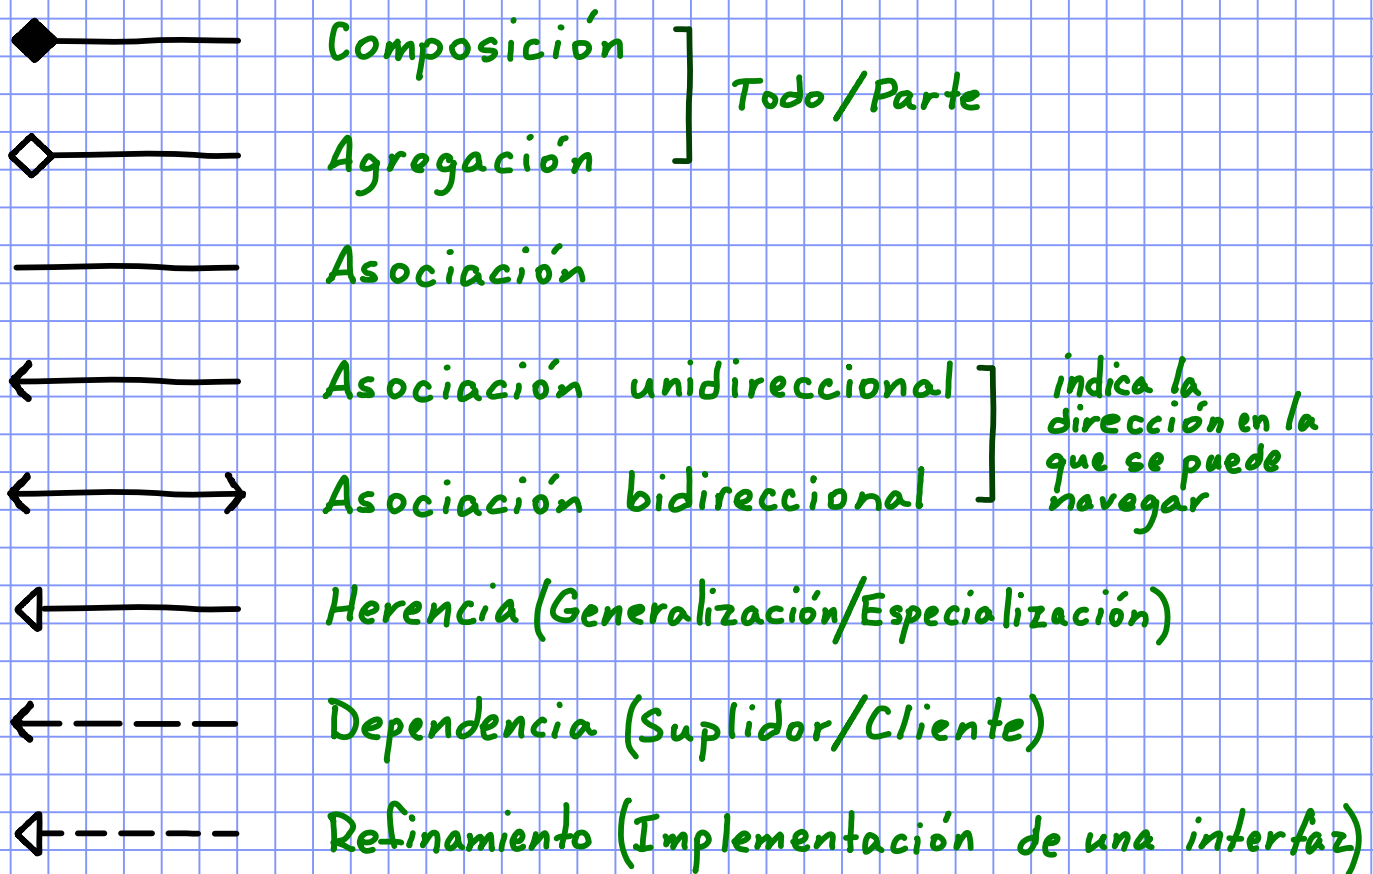 Composición
Todo/Parte
Agregación
Asociación
Asociación unidireccional
indica la
dirección en la
que se puede
navegar
Asociación bidireccional
Herencia (Generalización/Especialización)
Dependencia (Suplidor/Cliente)
Refinamiento (Implementación de una interfaz)